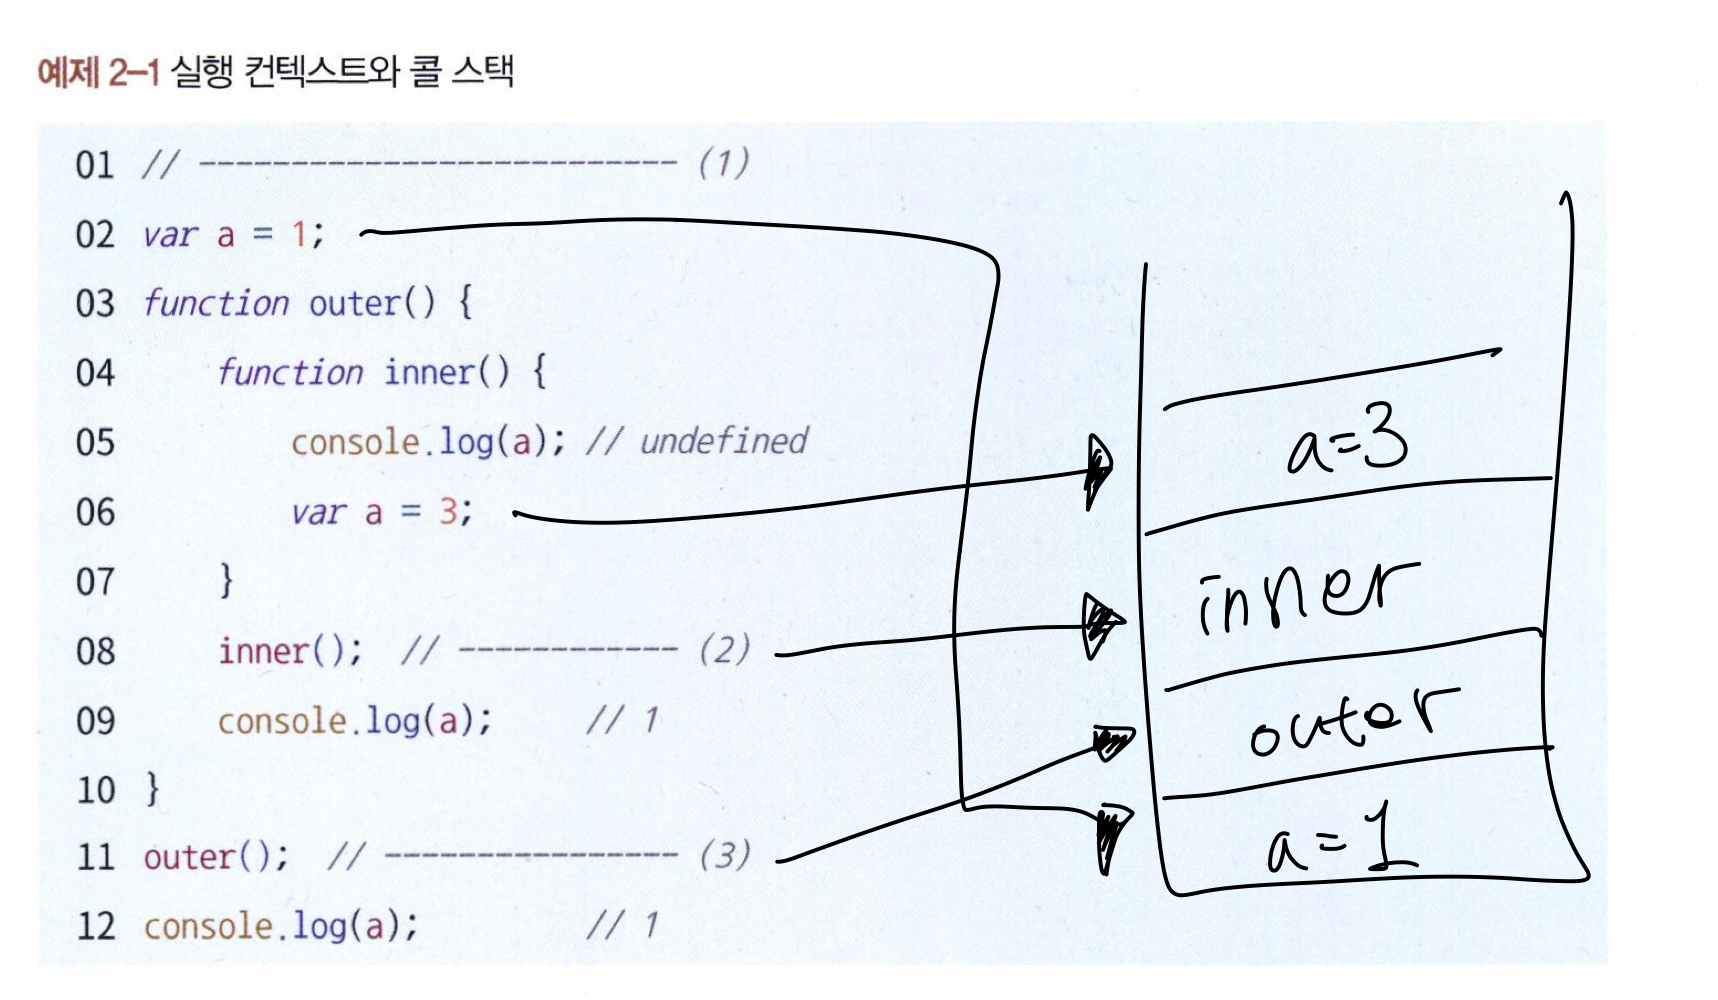 예제 2-1 실행 컨텍스트와 콜 스택
01 // -------------------------- (1)
02 var a = 1;
03 function outer() {
04     function inner() {
05         console.log(a); // undefined
06         var a = 3;
07     }
08     inner();  // ------------ (2)
09     console.log(a);     // 1
10 }
11 outer();  // ---------------- (3)
12 console.log(a);         // 1
a=3
inner
outer
a=1